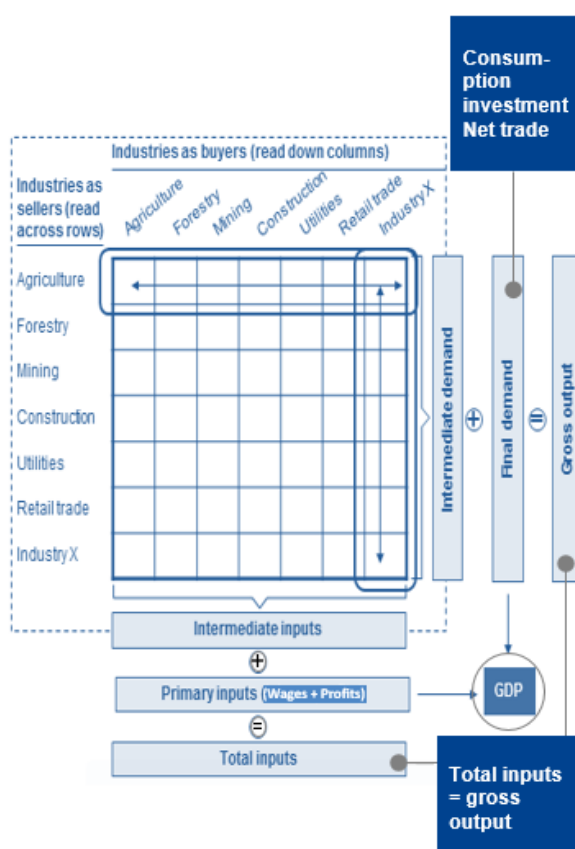 Consum-
ption
investment
Net trade
Industries as buyers (read down columns)
Industries as
sellers (read
across rows)
Agriculture
Forestry
Mining
Construction
Utilities
Retail trade
Industry X
Agriculture
Forestry
Mining
Construction
Utilities
Retail trade
Industry X
Intermediate demand
+
Final demand
=
Gross output
Intermediate inputs
+
Primary inputs (Wages + Profits)
GDP
=
Total inputs
Total inputs
= gross
output